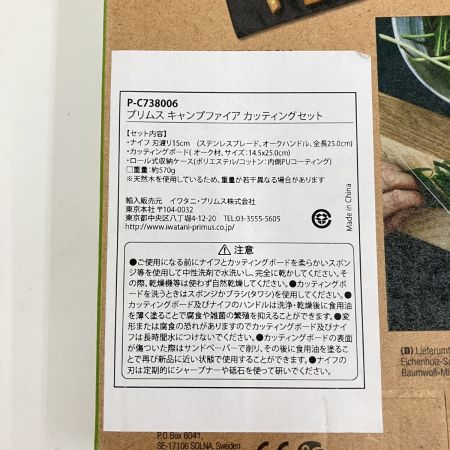 P-C738006
プリムス キャンプファイア カッティングセット
【セット内容】
・ナイフ 刃渡り15cm （ステンレスブレード、オークハンドル、全長25.0cm）
・カッティングボード（オーク材、サイズ：14.5x25.0cm）
・ロール式収納ケース（ポリエステル/コットン：内側PUコーティング）
□重量：約570g
※天然木を使用しているため、重量が若干異なる場合があります
輸入販売元 イワタニ・プリムス株式会社
東京本社 〒104-0032
東京都中央区八丁堀4-12-20 TEL:03-3555-5605
http://www.iwatani-primus.co.jp/
Made in China
注意
●ご使用になる前にナイフとカッティングボードを柔らかいスポン
ジ等を使用して中性洗剤で水洗いし、完全に乾かしてください。そ
の際、乾燥機等は使わず自然乾燥してください。●カッティングボー
ドを洗うときはスポンジかブラシ(タワシ)を使用してください。●
カッティングボード及びナイフのハンドルは洗浄・乾燥後に食用油
を薄く塗ることで腐食や雑菌の繁殖を抑えることができます。●変
形または腐食の恐れがありますのでカッティングボード及びナイ
フは長時間水につけないでください。●カッティングボードの表面
が傷ついた際はサンドペーパーで削り、その後に食用油を塗るこ
とで再び新品に近い状態で使用することができます。●ナイフの
刃は定期的にシャープナーや砥石を使って研いでください。
(B) Lieferumf
Eichenholz-S
Baumwoll-Mi
P.O Box 6041,
SE-17106 SOLNA, Sweden